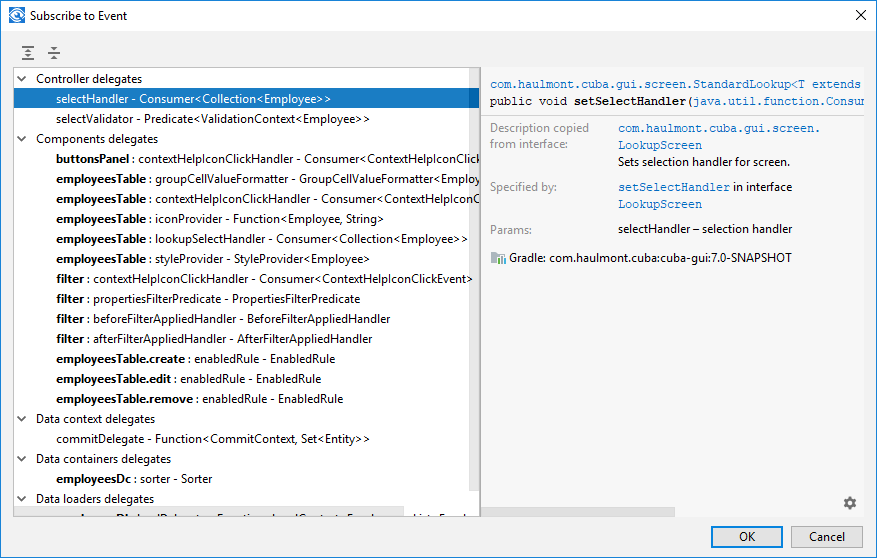 Subscribe to Event
Controller delegates
selectHandler - Consumer<Collection<Employee>>
selectValidator - Predicate<ValidationContext<Employee>>
Components delegates
buttonsPanel : contextHelpIconClickHandler - Consumer<ContextHelpIconClick
employeesTable : groupCellValueFormatter - GroupCellValueFormatter<Employ
employeesTable : contextHelpIconClickHandler - Consumer<ContextHelpIconC
employeesTable : iconProvider - Function<Employee, String>
employeesTable : lookupSelectHandler - Consumer<Collection<Employee>>
employeesTable : styleProvider - StyleProvider<Employee>
filter : contextHelpIconClickHandler - Consumer<ContextHelpIconClickEvent>
filter : propertiesFilterPredicate - PropertiesFilterPredicate
filter : beforeFilterAppliedHandler - BeforeFilterAppliedHandler
filter : afterFilterAppliedHandler - AfterFilterAppliedHandler
employeesTable.create : enabledRule - EnabledRule
employeesTable.edit : enabledRule - EnabledRule
employeesTable.remove : enabledRule - EnabledRule
Data context delegates
commitDelegate - Function<CommitContext, Set<Entity>>
Data containers delegates
employeesDc : sorter - Sorter
Data loaders delegates
com.haulmont.cuba.gui.screen.StandardLookup<T extends
public void setSelectHandler(java.util.function.Consum
Description copied from interface:
com.haulmont.cuba.gui.screen.
LookupScreen
Sets selection handler for screen.
Specified by:
setSelectHandler in interface
LookupScreen
Params:
selectHandler – selection handler
Gradle: com.haulmont.cuba:cuba-gui:7.0-SNAPSHOT
OK
Cancel